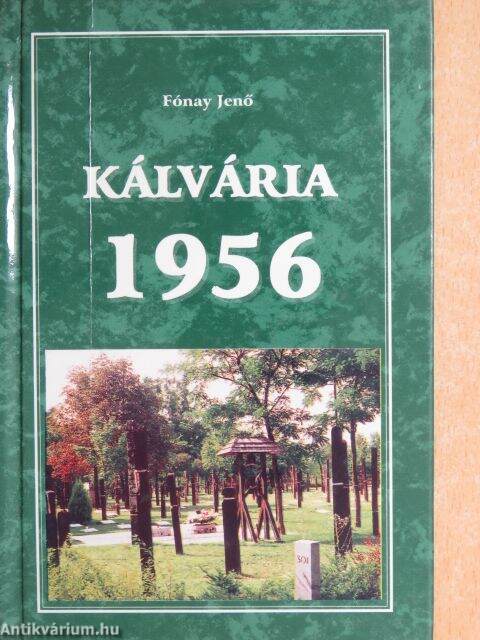 Fónay Jenő
KÁLVÁRIA
1956
301
Antikvárium.hu